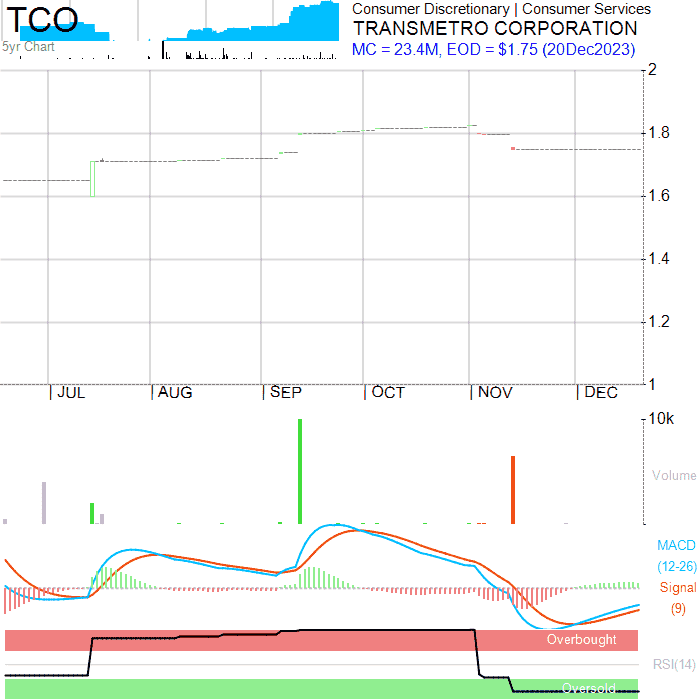 TCO
5yr Chart
Consumer Discretionary | Consumer Services
TRANSMETRO CORPORATION
MC = 23.4M, EOD = $1.75 (20Dec2023)
2
1.8
1.6
1.4
1.2
1
JUL
AUG
SEP
OCT
NOV
DEC
10k
Volume
MACD
(12-26)
Signal
(9)
Overbought
RSI(14)
Oversold